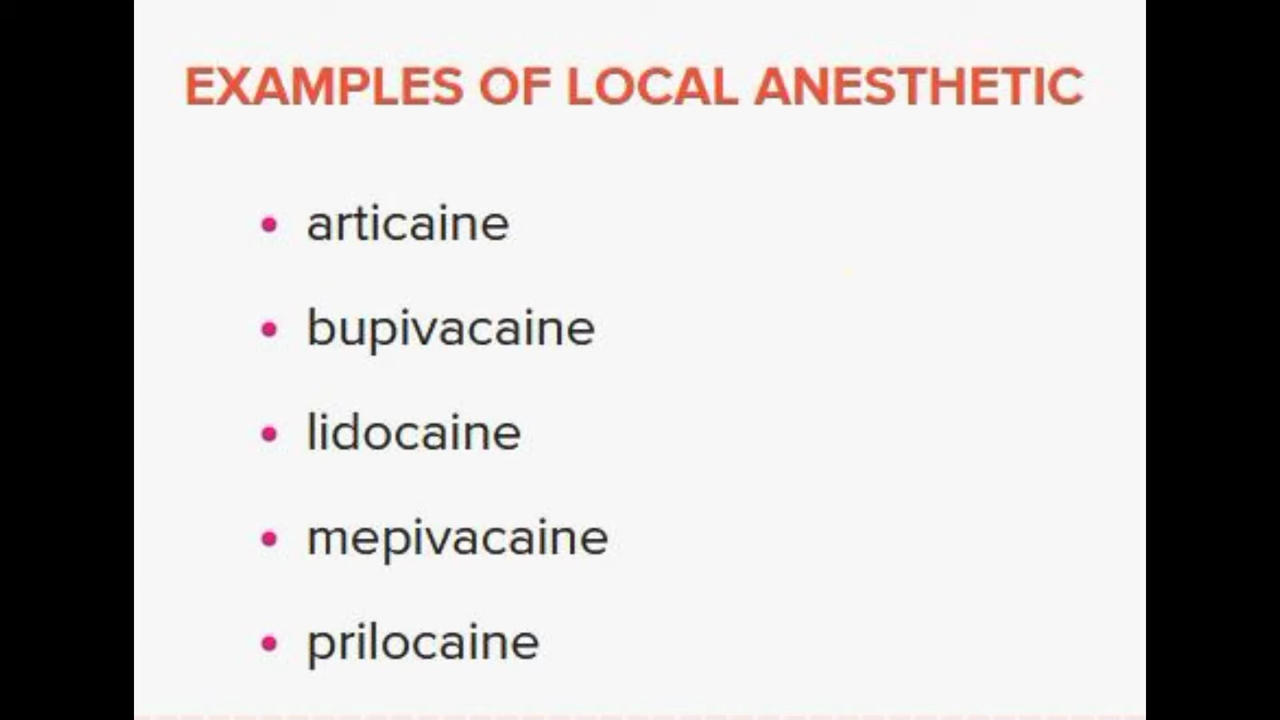 EXAMPLES OF LOCAL ANESTHETIC
• articaine
• bupivacaine
• lidocaine
• mepivacaine
• prilocaine